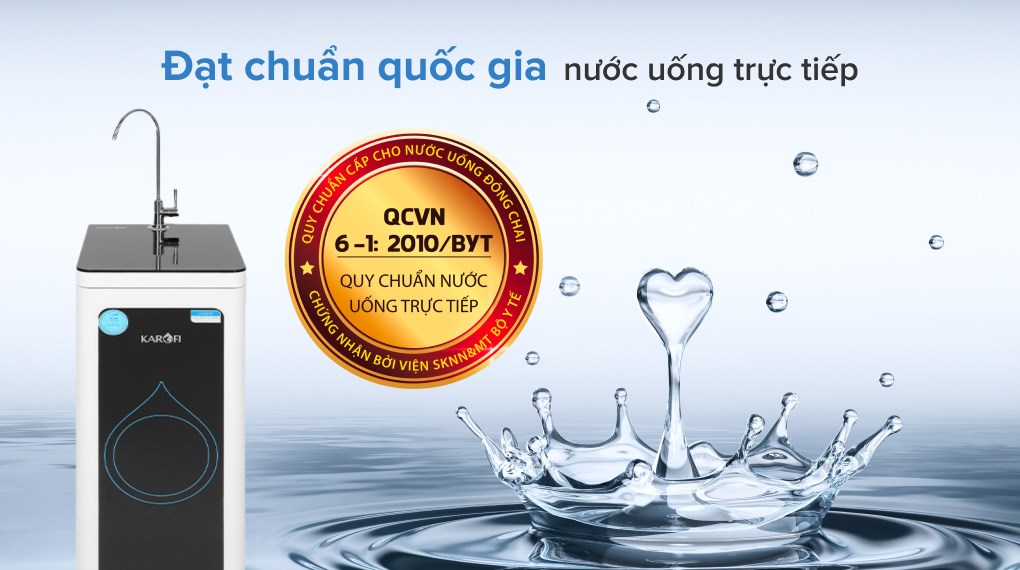 Đạt chuẩn quốc gia nước uống trực tiếp
QUY CHUẨN CẤP CHO NƯỚC UỐNG ĐÓNG CHAI
QCVN
6-1: 2010/BYT
QUY CHUẨN NƯỚC
UỐNG TRỰC TIẾP
CHỨNG NHẬN BỞI VIỆN SKNN&MT BỘ Y TẾ
KAROFI